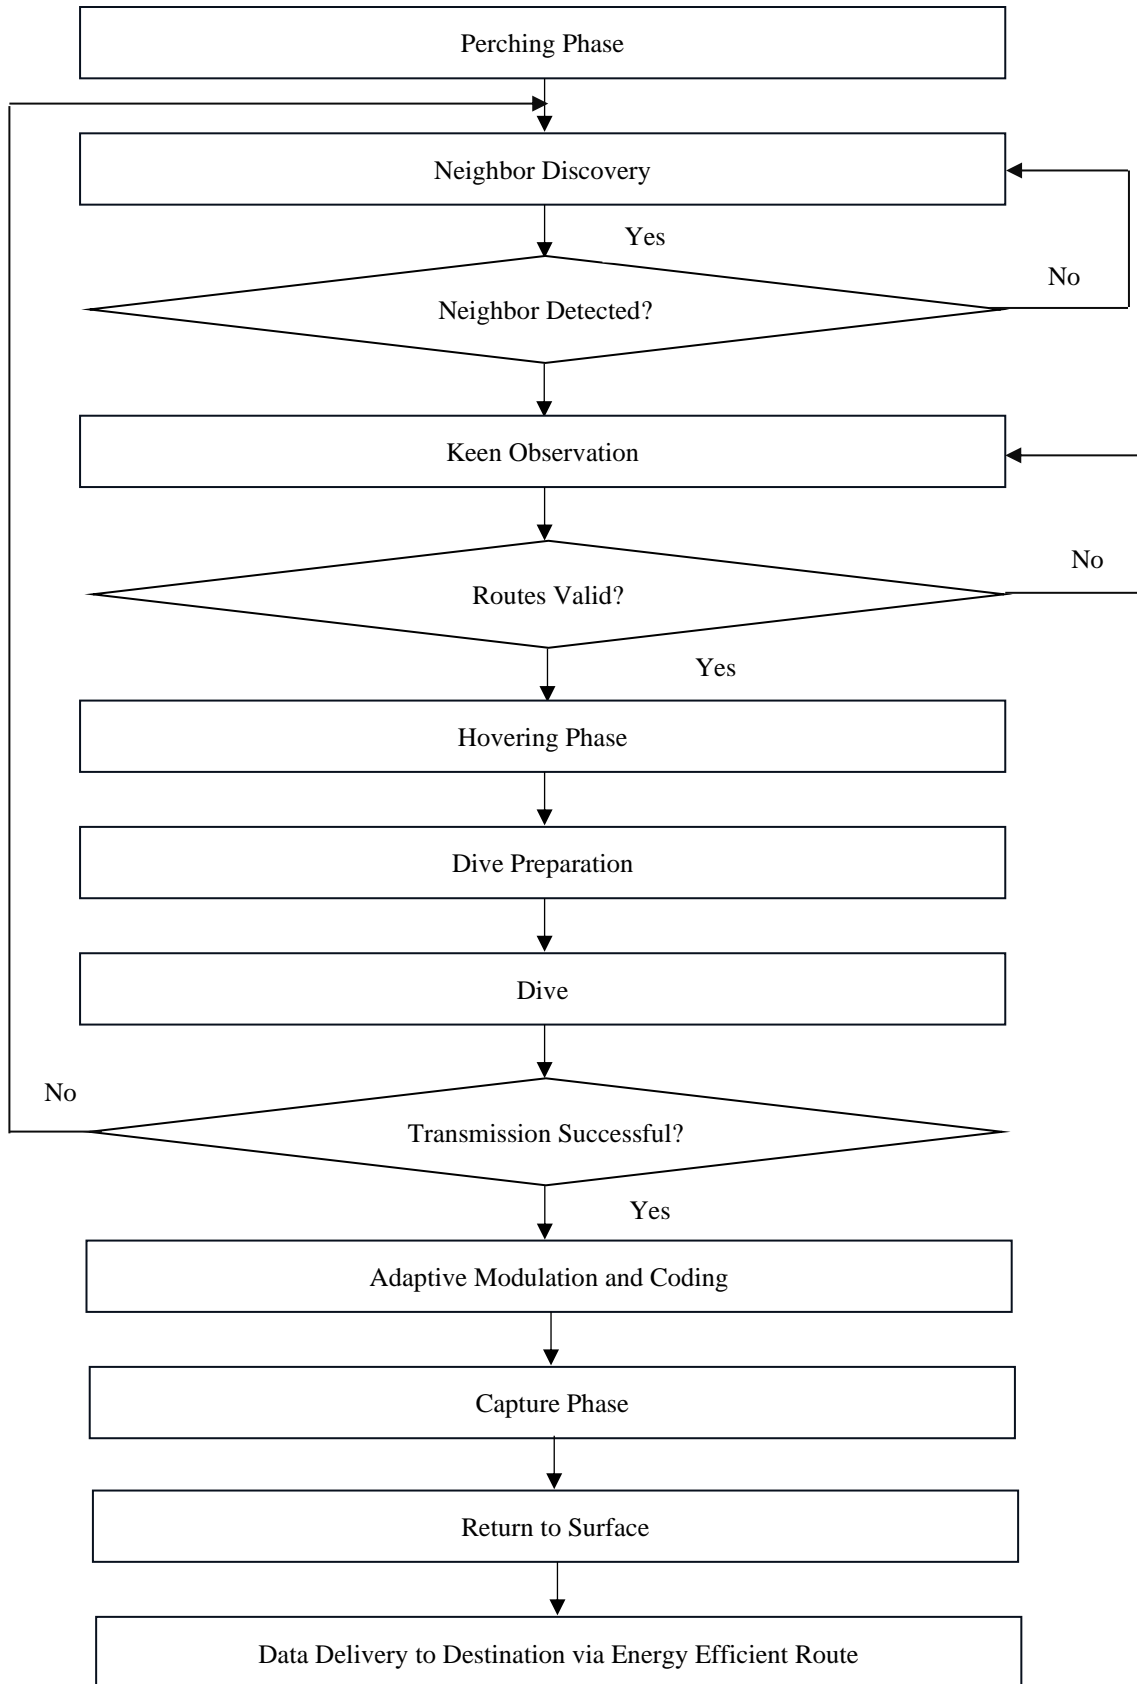 Perching Phase
Neighbor Discovery
Yes
No
Neighbor Detected?
Keen Observation
No
Routes Valid?
Yes
Hovering Phase
Dive Preparation
Dive
No
Transmission Successful?
Yes
Adaptive Modulation and Coding
Capture Phase
Return to Surface
Data Delivery to Destination via Energy Efficient Route